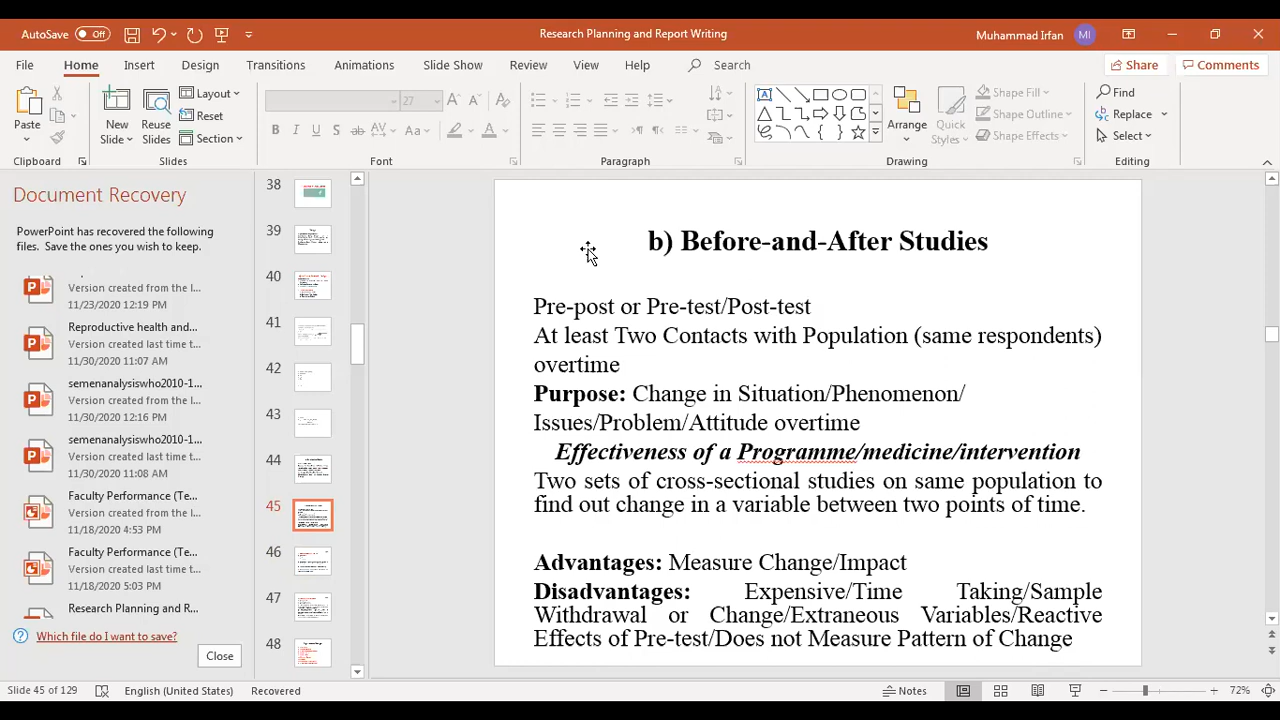 AutoSave Off
Research Planning and Report Writing
Muhammad Irfan MI
File Home Insert Design Transitions Animations Slide Show Review View Help Search Share Comments
Paste
New Slide
Reuse Slides
Layout
Reset
Section
27
Arrange
Quick Styles
Shape Fill
Shape Outline
Shape Effects
Find
Replace
Select
Clipboard Slides Font Paragraph Drawing Editing
Document Recovery
PowerPoint has recovered the following
files. Save the ones you wish to keep.
Version created from the l...
11/23/2020 12:19 PM
Reproductive health and...
Version created last time t...
11/30/2020 11:07 AM
semenanalysiswho2010-1...
Version created last time t...
11/30/2020 12:16 PM
semenanalysiswho2010-1...
Version created last time t...
11/30/2020 11:08 AM
Faculty Performance (Te...
Version created from the l...
11/18/2020 4:53 PM
Faculty Performance (Te...
Version created from the l...
11/18/2020 5:03 PM
Research Planning and R...
Which file do I want to save?
Close
38
39
40
41
42
43
44
45
46
47
48
b) Before-and-After Studies
Pre-post or Pre-test/Post-test
At least Two Contacts with Population (same respondents)
overtime
Purpose: Change in Situation/Phenomenon/
Issues/Problem/Attitude overtime
Effectiveness of a Programme/medicine/intervention
Two sets of cross-sectional studies on same population to
find out change in a variable between two points of time.
Advantages: Measure Change/Impact
Disadvantages: Expensive/Time Taking/Sample
Withdrawal or Change/Extraneous Variables/Reactive
Effects of Pre-test/Does not Measure Pattern of Change
Slide 45 of 129 English (United States) Recovered Notes 72%